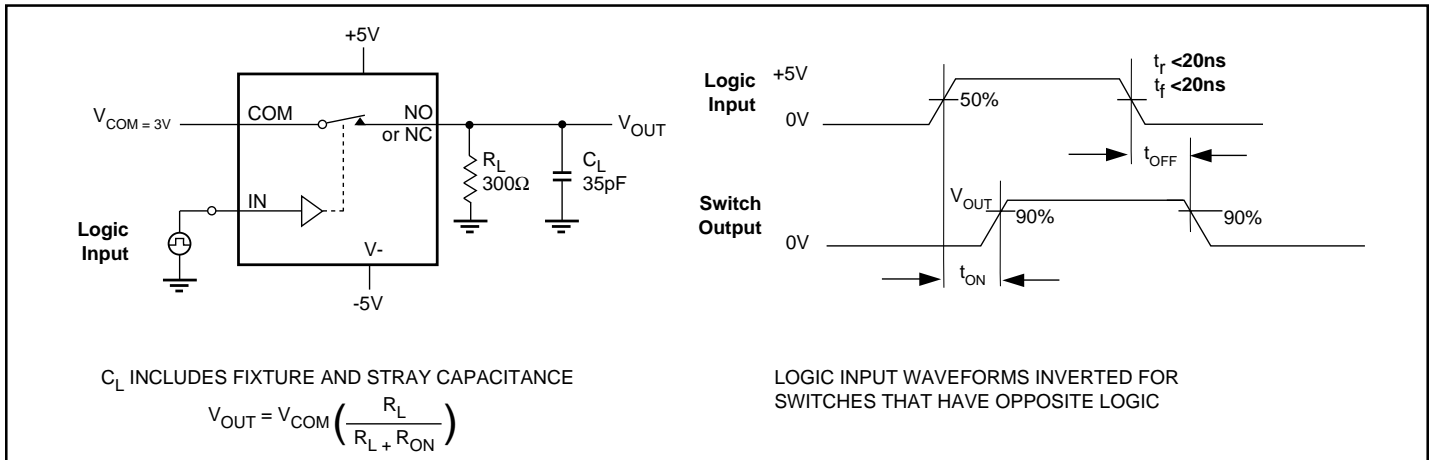 +5V
V_COM = 3V
COM
NO
or NC
V_OUT
R_L
300Ω
C_L
35pF
IN
Logic
Input
V-
-5V
C_L INCLUDES FIXTURE AND STRAY CAPACITANCE
V_OUT = V_COM ( R_L / R_L + R_ON )
Logic
Input
+5V
0V
50%
t_r <20ns
t_f <20ns
t_OFF
Switch
Output
V_OUT
0V
90%
90%
t_ON
LOGIC INPUT WAVEFORMS INVERTED FOR
SWITCHES THAT HAVE OPPOSITE LOGIC